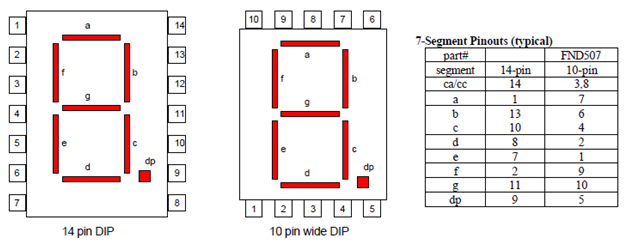 a
1 14
2 13
f b
3 12
g
4 11
5 10
e c
d dp
6 9
7 8
14 pin DIP
10 9 8 7 6
a
f b
g
e c
dp
d
1 2 3 4 5
10 pin wide DIP
7-Segment Pinouts (typical)
part# FND507
segment 14-pin 10-pin
ca/cc 14 3,8
a 1 7
b 13 6
c 10 4
d 8 2
e 7 1
f 2 9
g 11 10
dp 9 5